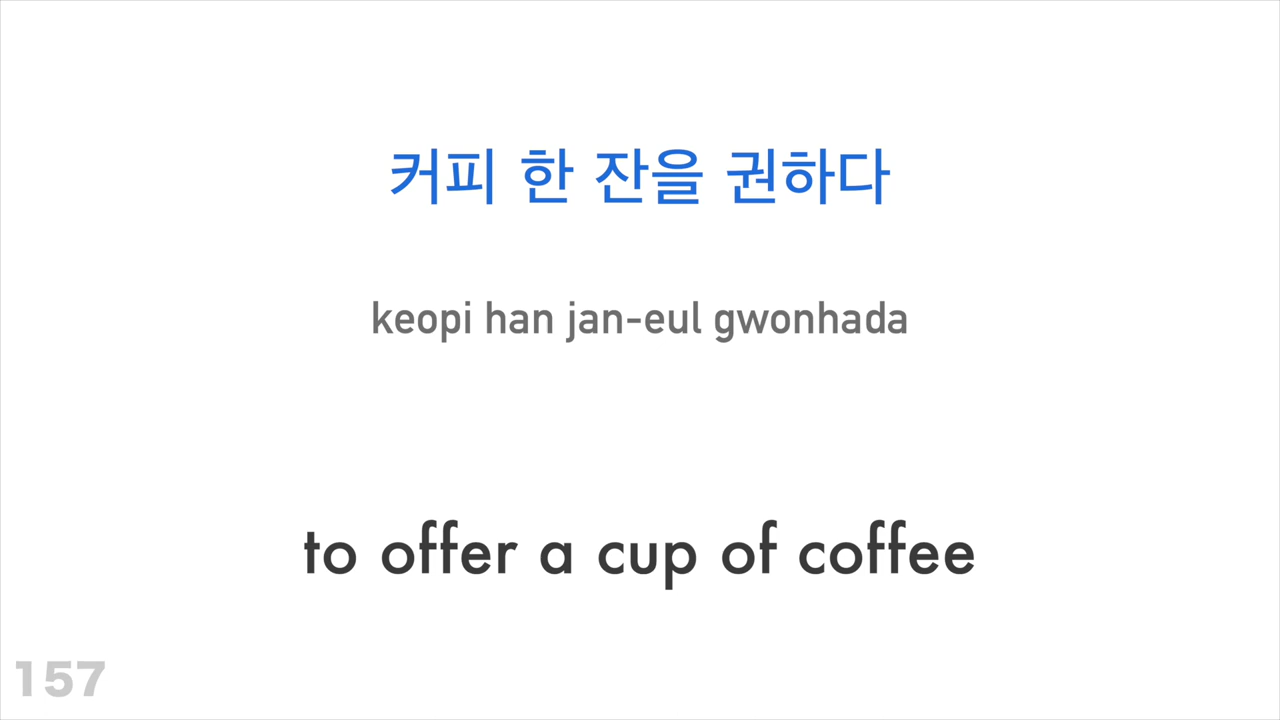 커피 한 잔을 권하다
keopi han jan-eul gwonhada
to offer a cup of coffee
157